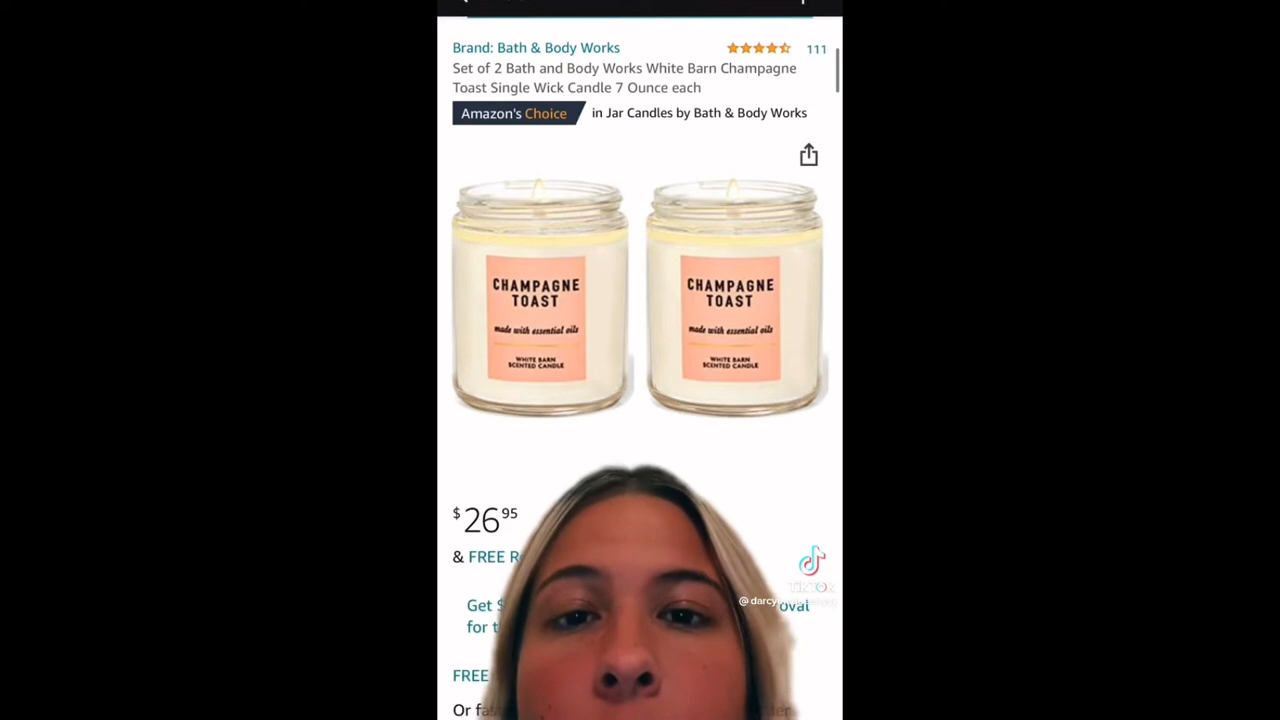 Brand: Bath & Body Works
111
Set of 2 Bath and Body Works White Barn Champagne
Toast Single Wick Candle 7 Ounce each
Amazon's Choice
in Jar Candles by Bath & Body Works
CHAMPAGNE
TOAST
made with essential oils
WHITE BARN
SCENTED CANDLE
CHAMPAGNE
TOAST
made with essential oils
WHITE BARN
SCENTED CANDLE
$26.95
& FREE
Get $
TikTok
for
FREE
Or